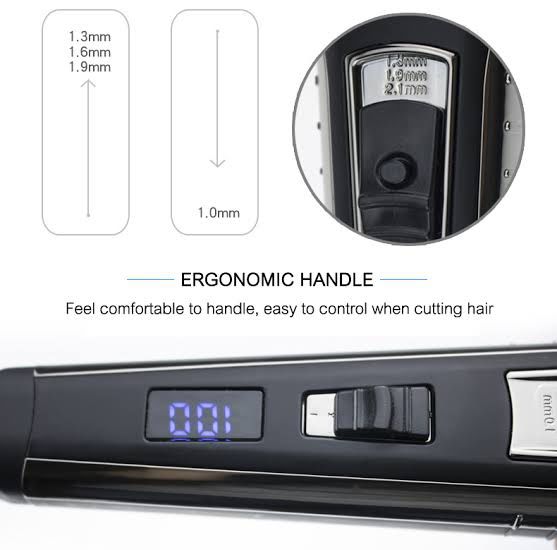 1.3mm
1.6mm
1.9mm
1.0mm
1.3mm
1.9mm
2.1mm
ERGONOMIC HANDLE
Feel comfortable to handle, easy to control when cutting hair
100